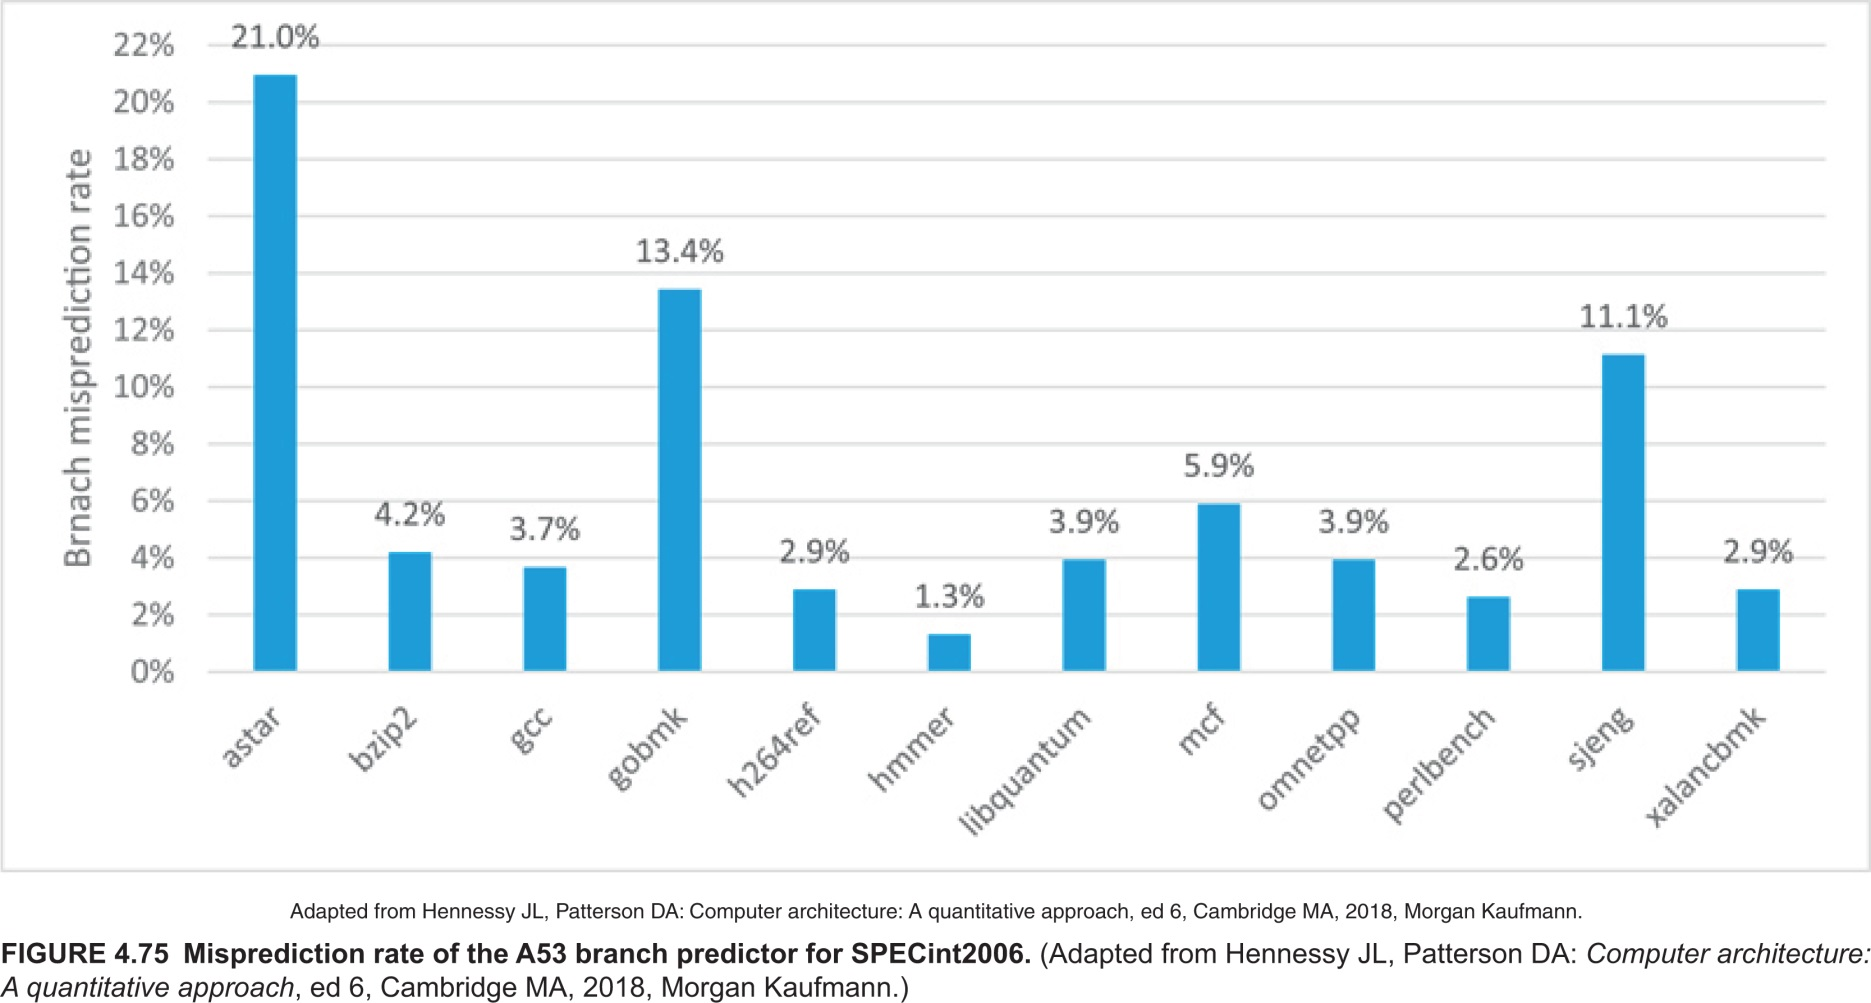 22%
20%
18%
16%
14%
12%
10%
8%
6%
4%
2%
0%
Brnach misprediction rate
21.0%
4.2%
3.7%
13.4%
2.9%
1.3%
3.9%
5.9%
3.9%
2.6%
11.1%
2.9%
astar
bzip2
gcc
gobmk
h264ref
hmmer
libquantum
mcf
omnetpp
perlbench
sjeng
xalancbmk
Adapted from Hennessy JL, Patterson DA: Computer architecture: A quantitative approach, ed 6, Cambridge MA, 2018, Morgan Kaufmann.
FIGURE 4.75 Misprediction rate of the A53 branch predictor for SPECint2006. (Adapted from Hennessy JL, Patterson DA: Computer architecture:
A quantitative approach, ed 6, Cambridge MA, 2018, Morgan Kaufmann.)